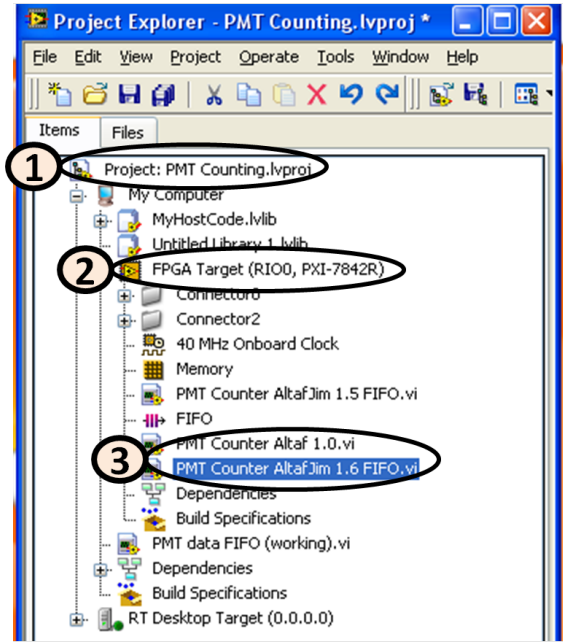 Project Explorer - PMT Counting.lvproj *
File Edit View Project Operate Tools Window Help
Items Files
1 Project: PMT Counting.lvproj
My Computer
MyHostCode.lvlib
Untitled Library 1.lvlib
2 FPGA Target (RIO0, PXI-7842R)
Connector0
Connector2
40 MHz Onboard Clock
Memory
PMT Counter AltafJim 1.5 FIFO.vi
FIFO
PMT Counter Altaf 1.0.vi
3 PMT Counter AltafJim 1.6 FIFO.vi
Dependencies
Build Specifications
PMT data FIFO (working).vi
Dependencies
Build Specifications
RT Desktop Target (0.0.0.0)